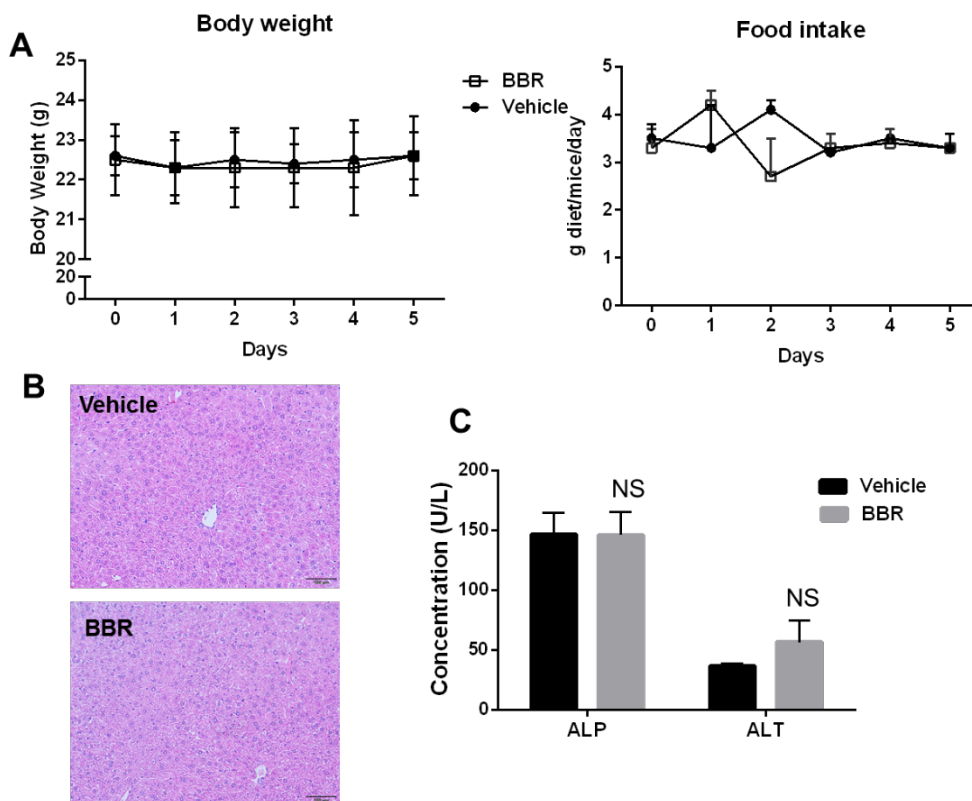 A
Body weight
Body Weight (g)
25
24
23
22
21
20
20
0
0 1 2 3 4 5
Days
BBR
Vehicle
Food intake
g diet/mice/day
5
4
3
2
1
0
0 1 2 3 4 5
Days
B
Vehicle
BBR
C
Concentration (U/L)
200
150
100
50
0
NS
NS
ALP ALT
Vehicle
BBR